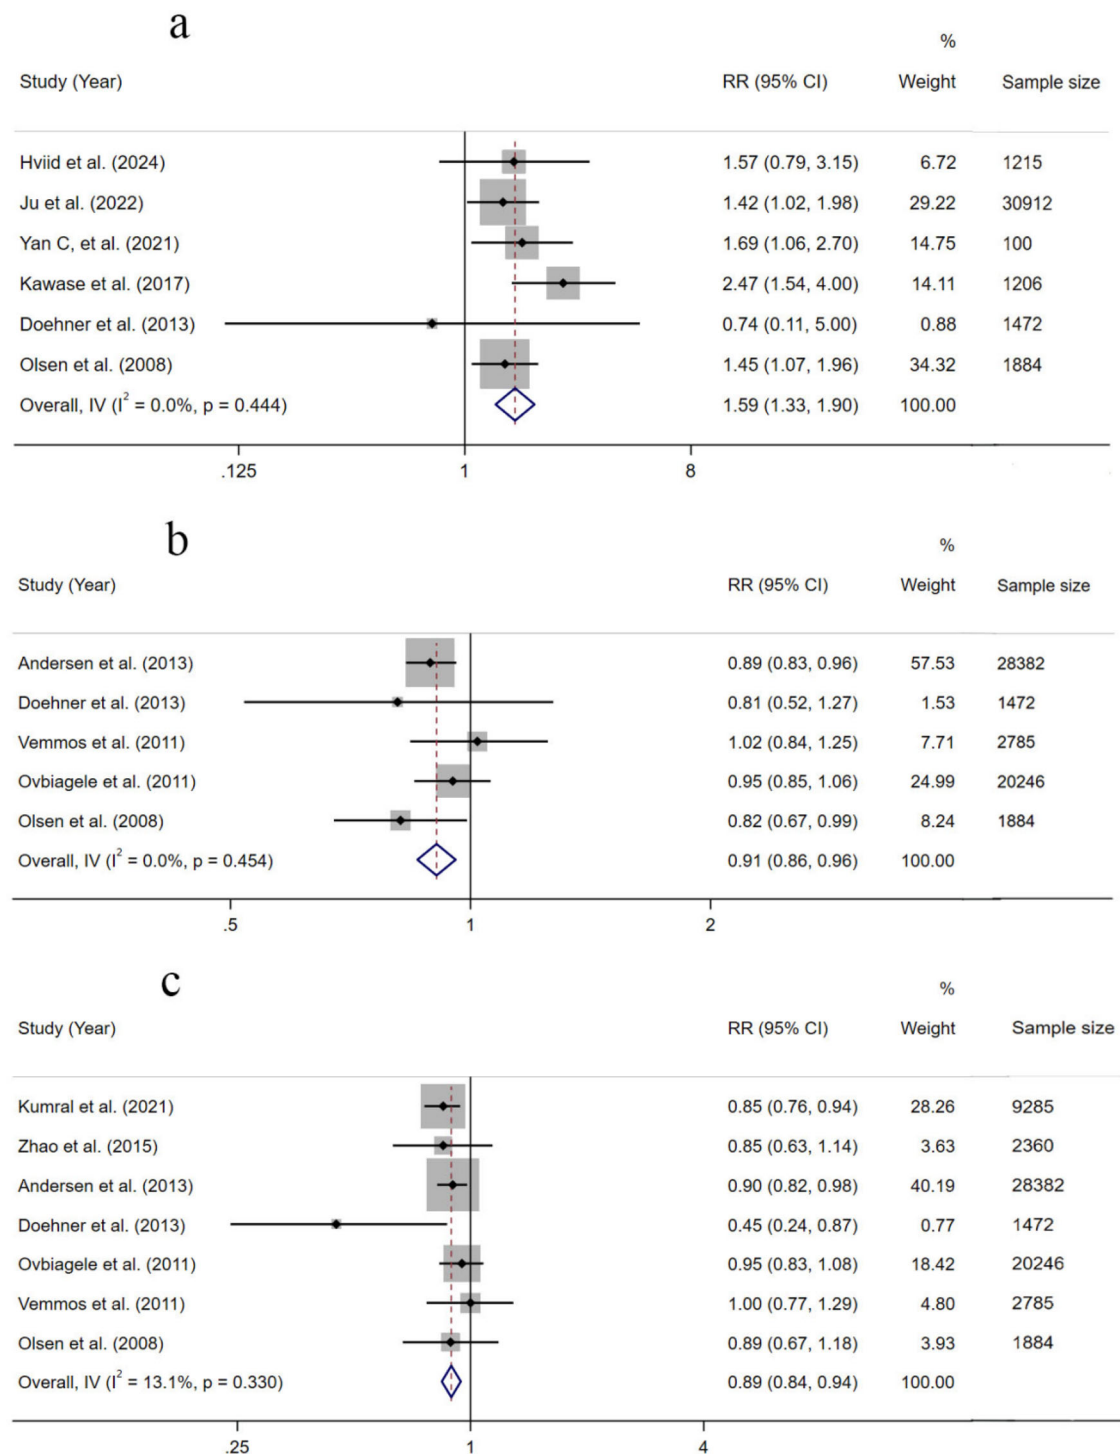 a
%
Study (Year) RR (95% CI) Weight Sample size
Hviid et al. (2024) 1.57 (0.79, 3.15) 6.72 1215
Ju et al. (2022) 1.42 (1.02, 1.98) 29.22 30912
Yan C, et al. (2021) 1.69 (1.06, 2.70) 14.75 100
Kawase et al. (2017) 2.47 (1.54, 4.00) 14.11 1206
Doehner et al. (2013) 0.74 (0.11, 5.00) 0.88 1472
Olsen et al. (2008) 1.45 (1.07, 1.96) 34.32 1884
Overall, IV (I² = 0.0%, p = 0.444) 1.59 (1.33, 1.90) 100.00
.125 1 8
b
%
Study (Year) RR (95% CI) Weight Sample size
Andersen et al. (2013) 0.89 (0.83, 0.96) 57.53 28382
Doehner et al. (2013) 0.81 (0.52, 1.27) 1.53 1472
Vemmos et al. (2011) 1.02 (0.84, 1.25) 7.71 2785
Ovbiagele et al. (2011) 0.95 (0.85, 1.06) 24.99 20246
Olsen et al. (2008) 0.82 (0.67, 0.99) 8.24 1884
Overall, IV (I² = 0.0%, p = 0.454) 0.91 (0.86, 0.96) 100.00
.5 1 2
c
%
Study (Year) RR (95% CI) Weight Sample size
Kumral et al. (2021) 0.85 (0.76, 0.94) 28.26 9285
Zhao et al. (2015) 0.85 (0.63, 1.14) 3.63 2360
Andersen et al. (2013) 0.90 (0.82, 0.98) 40.19 28382
Doehner et al. (2013) 0.45 (0.24, 0.87) 0.77 1472
Ovbiagele et al. (2011) 0.95 (0.83, 1.08) 18.42 20246
Vemmos et al. (2011) 1.00 (0.77, 1.29) 4.80 2785
Olsen et al. (2008) 0.89 (0.67, 1.18) 3.93 1884
Overall, IV (I² = 13.1%, p = 0.330) 0.89 (0.84, 0.94) 100.00
.25 1 4